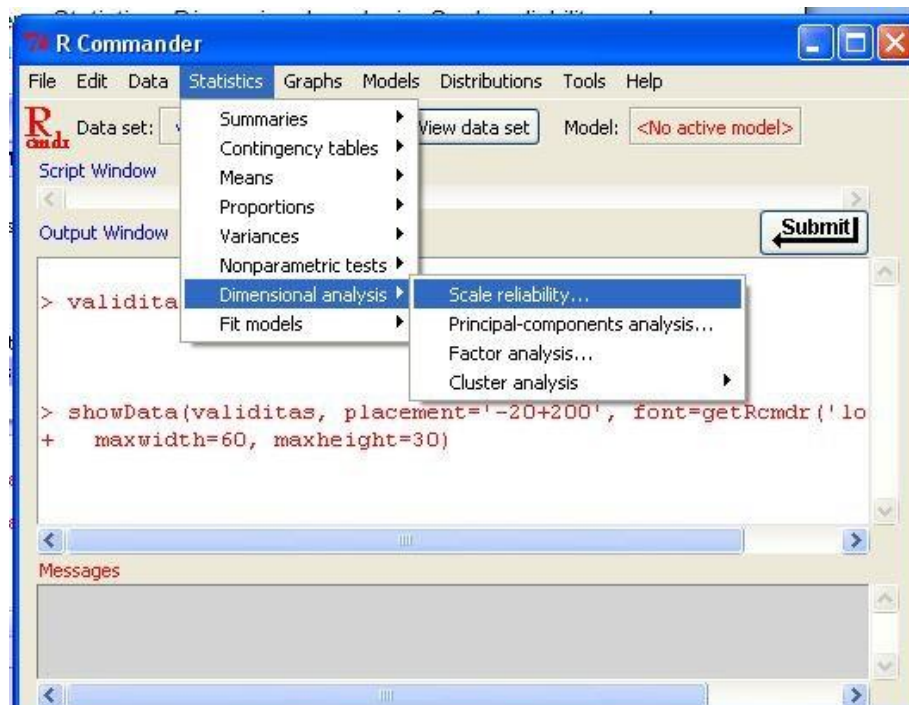 R Commander
File Edit Data Statistics Graphs Models Distributions Tools Help
R cmdr Data set: View data set Model: <No active model>
Summaries
Contingency tables
Means
Proportions
Variances
Nonparametric tests
Dimensional analysis
Fit models
Scale reliability...
Principal-components analysis...
Factor analysis...
Cluster analysis
Script Window
Output Window
Submit
> validita
> showData(validitas, placement='-20+200', font=getRcmdr('lo
+ maxwidth=60, maxheight=30)
Messages